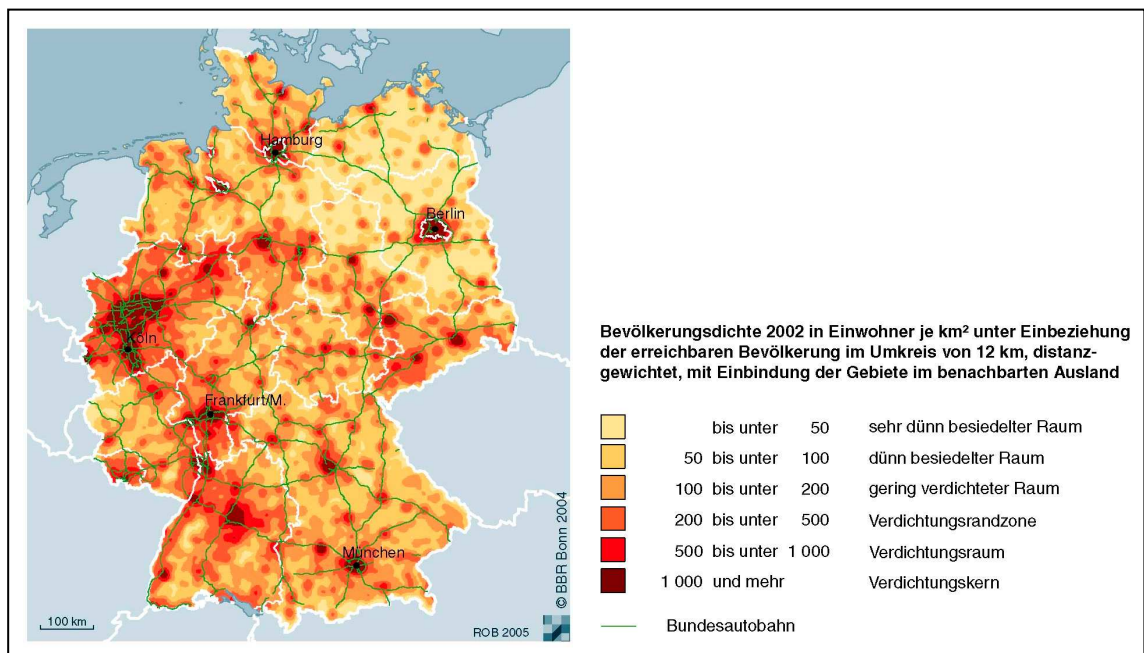 Hamburg
Berlin
Köln
Frankfurt/M.
München
100 km
ROB 2005
© BBR Bonn 2004
Bevölkerungsdichte 2002 in Einwohner je km² unter Einbeziehung
der erreichbaren Bevölkerung im Umkreis von 12 km, distanz-
gewichtet, mit Einbindung der Gebiete im benachbarten Ausland
bis unter 50 sehr dünn besiedelter Raum
50 bis unter 100 dünn besiedelter Raum
100 bis unter 200 gering verdichteter Raum
200 bis unter 500 Verdichtungsrandzone
500 bis unter 1 000 Verdichtungsraum
1 000 und mehr Verdichtungskern
Bundesautobahn